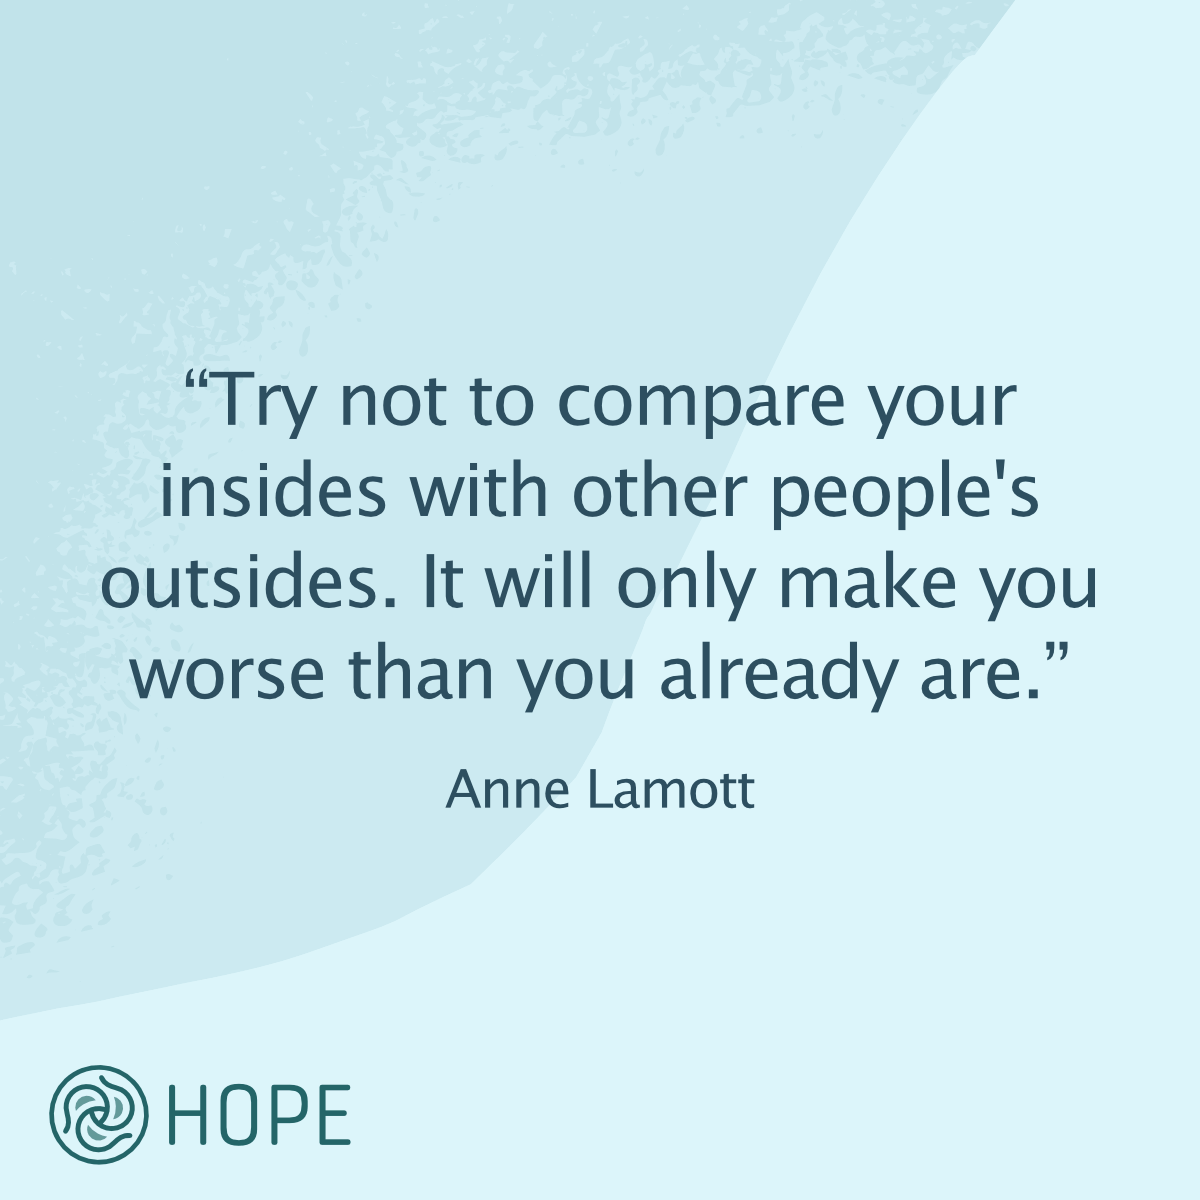 “Try not to compare your
insides with other people's
outsides. It will only make you
worse than you already are.”
Anne Lamott
HOPE